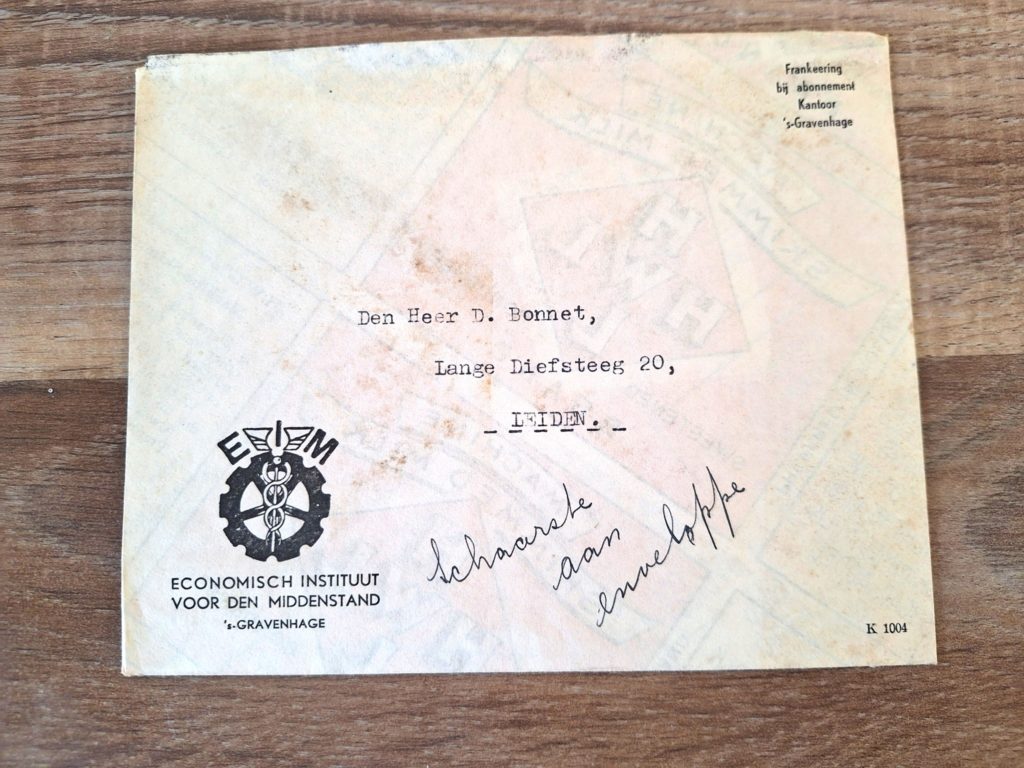 Frankeering
bij abonnement
Kantoor
's-Gravenhage
Den Heer D. Bonnet,
Lange Diefsteeg 20,
LEIDEN.
EIM
ECONOMISCH INSTITUUT
VOOR DEN MIDDENSTAND
's-GRAVENHAGE
Schaarste
aan
enveloppe
K 1004